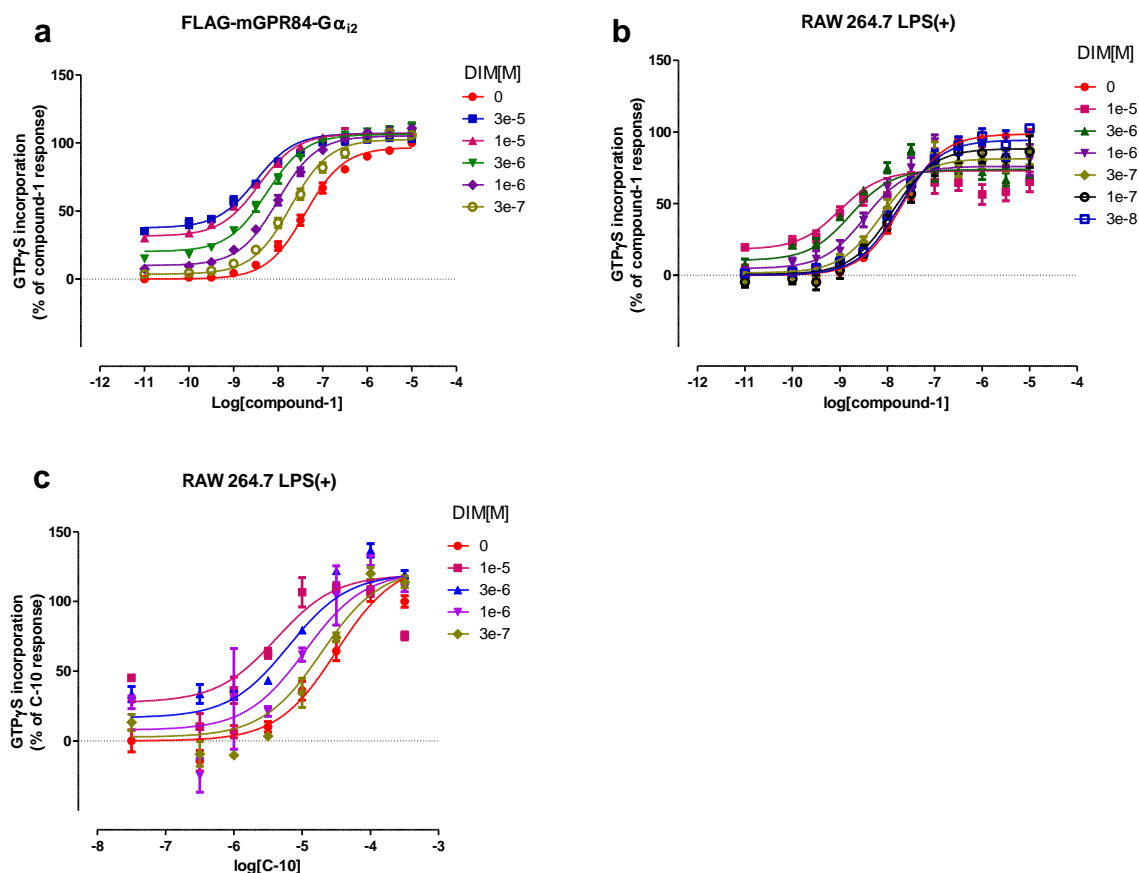 a
FLAG-mGPR84-Gαi2
GTPγS incorporation
(% of compound-1 response)
150
100
50
0
-12 -11 -10 -9 -8 -7 -6 -5 -4
Log[compound-1]
DIM[M]
0
3e-5
1e-5
3e-6
1e-6
3e-7
b
RAW 264.7 LPS(+)
GTPγS incorporation
(% of compound-1 response)
150
100
50
0
-12 -11 -10 -9 -8 -7 -6 -5 -4
log[compound-1]
DIM[M]
0
1e-5
3e-6
1e-6
3e-7
1e-7
3e-8
c
RAW 264.7 LPS(+)
GTPγS incorporation
(% of C-10 response)
150
100
50
0
-8 -7 -6 -5 -4 -3
log[C-10]
DIM[M]
0
1e-5
3e-6
1e-6
3e-7